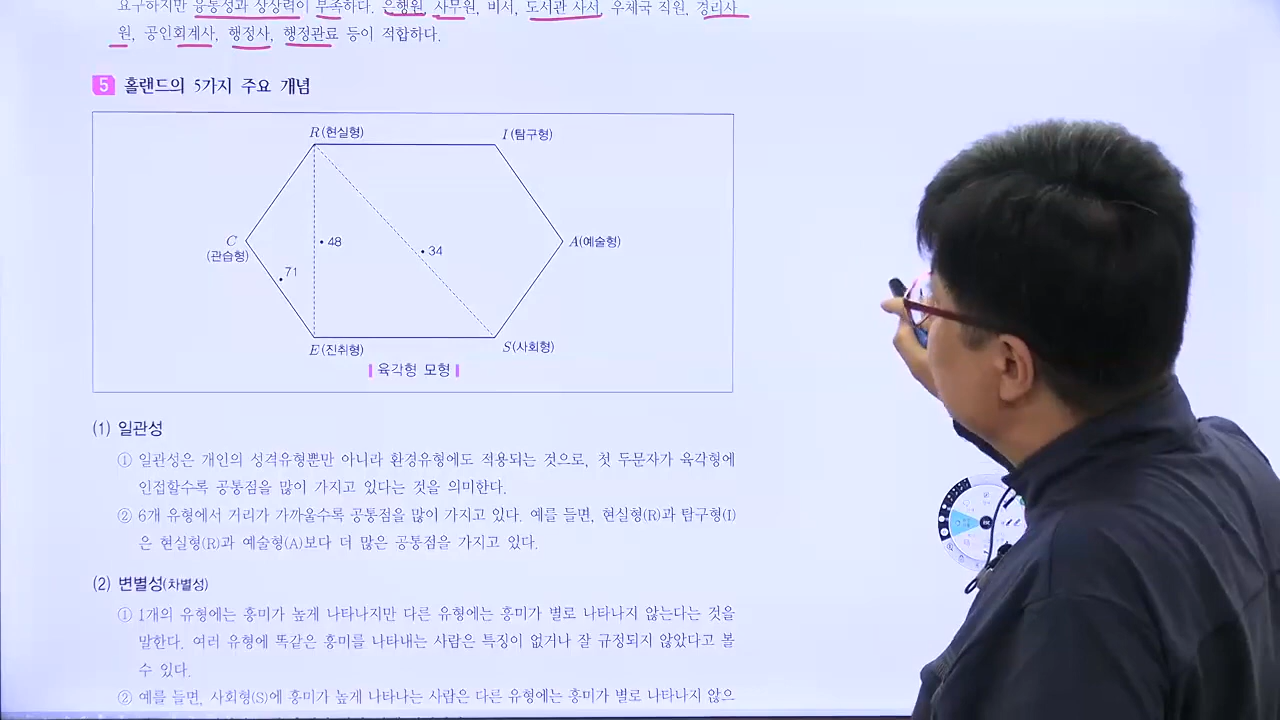 요구하지만 융통성과 상상력이 부족하다. 은행원, 사무원, 비서, 도서관 사서, 우체국 직원, 경리사
원, 공인회계사, 행정사, 행정관료 등이 적합하다.
5 홀랜드의 5가지 주요 개념
R(현실형)
I(탐구형)
C
(관습형)
• 48
• 34
A(예술형)
• 71
E(진취형)
S(사회형)
육각형 모형
(1) 일관성
① 일관성은 개인의 성격유형뿐만 아니라 환경유형에도 적용되는 것으로, 첫 두문자가 육각형에
인접할수록 공통점을 많이 가지고 있다는 것을 의미한다.
② 6개 유형에서 거리가 가까울수록 공통점을 많이 가지고 있다. 예를 들면, 현실형(R)과 탐구형(I)
은 현실형(R)과 예술형(A)보다 더 많은 공통점을 가지고 있다.
(2) 변별성(차별성)
① 1개의 유형에는 흥미가 높게 나타나지만 다른 유형에는 흥미가 별로 나타나지 않는다는 것을
말한다. 여러 유형에 똑같은 흥미를 나타내는 사람은 특징이 없거나 잘 규정되지 않았다고 볼
수 있다.
② 예를 들면, 사회형(S)에 흥미가 높게 나타나는 사람은 다른 유형에는 흥미가 별로 나타나지 않으